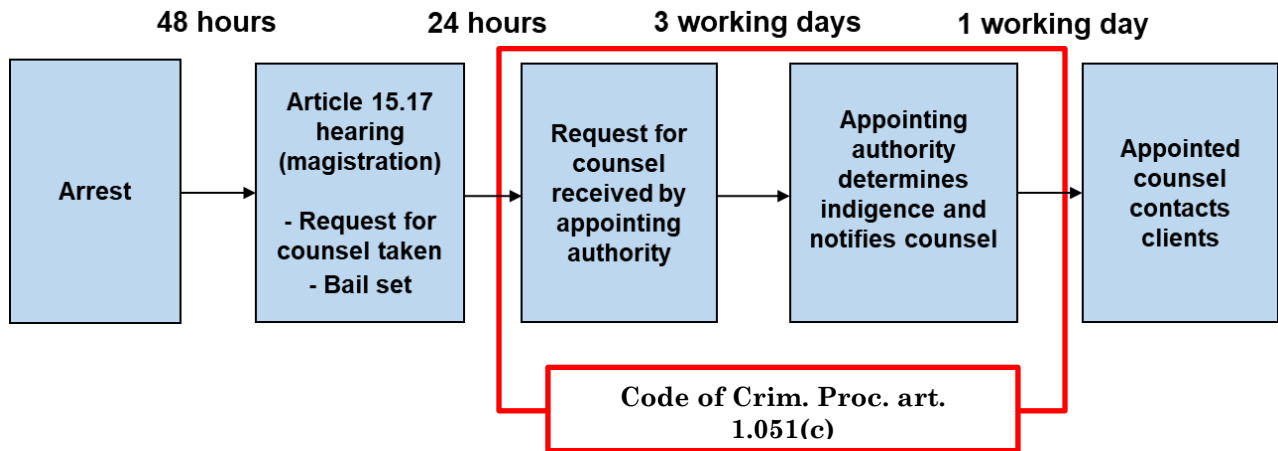 48 hours
24 hours
3 working days
1 working day
Arrest
Article 15.17
hearing
(magistration)
- Request for
counsel taken
- Bail set
Request for
counsel
received by
appointing
authority
Appointing
authority
determines
indigence and
notifies counsel
Appointed
counsel
contacts
clients
Code of Crim. Proc. art.
1.051(c)